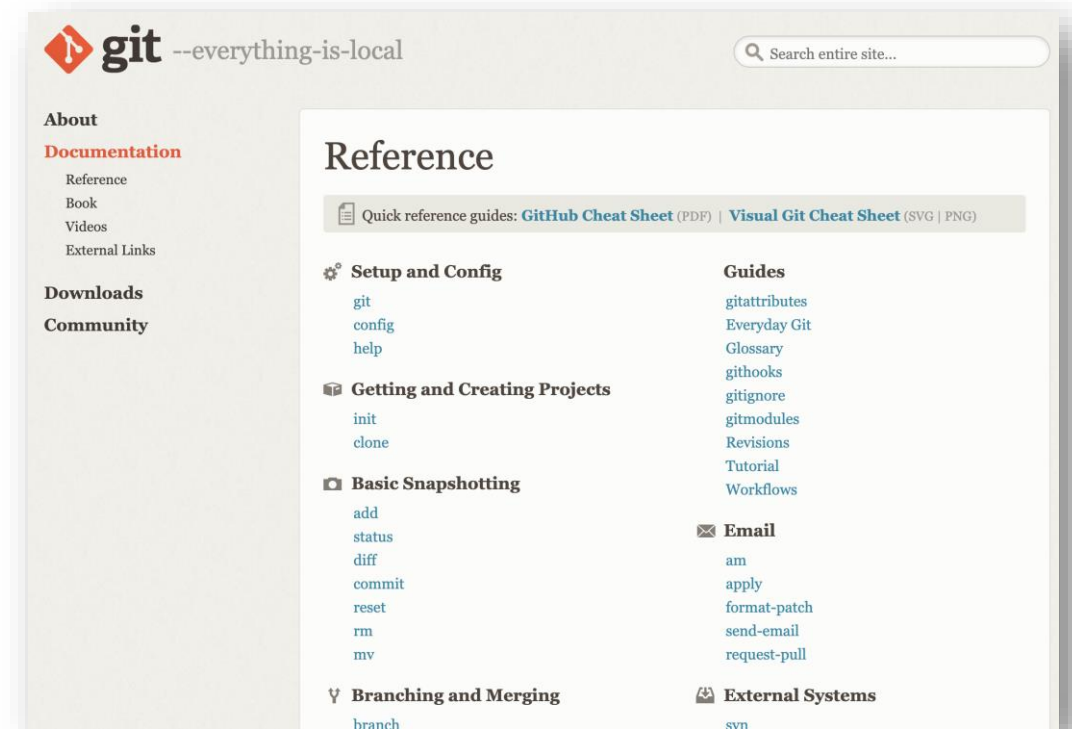 git --everything-is-local
Search entire site...
About
Documentation
Reference
Book
Videos
External Links
Downloads
Community
Reference
Quick reference guides: GitHub Cheat Sheet (PDF) | Visual Git Cheat Sheet (SVG | PNG)
Setup and Config
git
config
help
Getting and Creating Projects
init
clone
Basic Snapshotting
add
status
diff
commit
reset
rm
mv
Branching and Merging
branch
Guides
gitattributes
Everyday Git
Glossary
githooks
gitignore
gitmodules
Revisions
Tutorial
Workflows
Email
am
apply
format-patch
send-email
request-pull
External Systems
svn